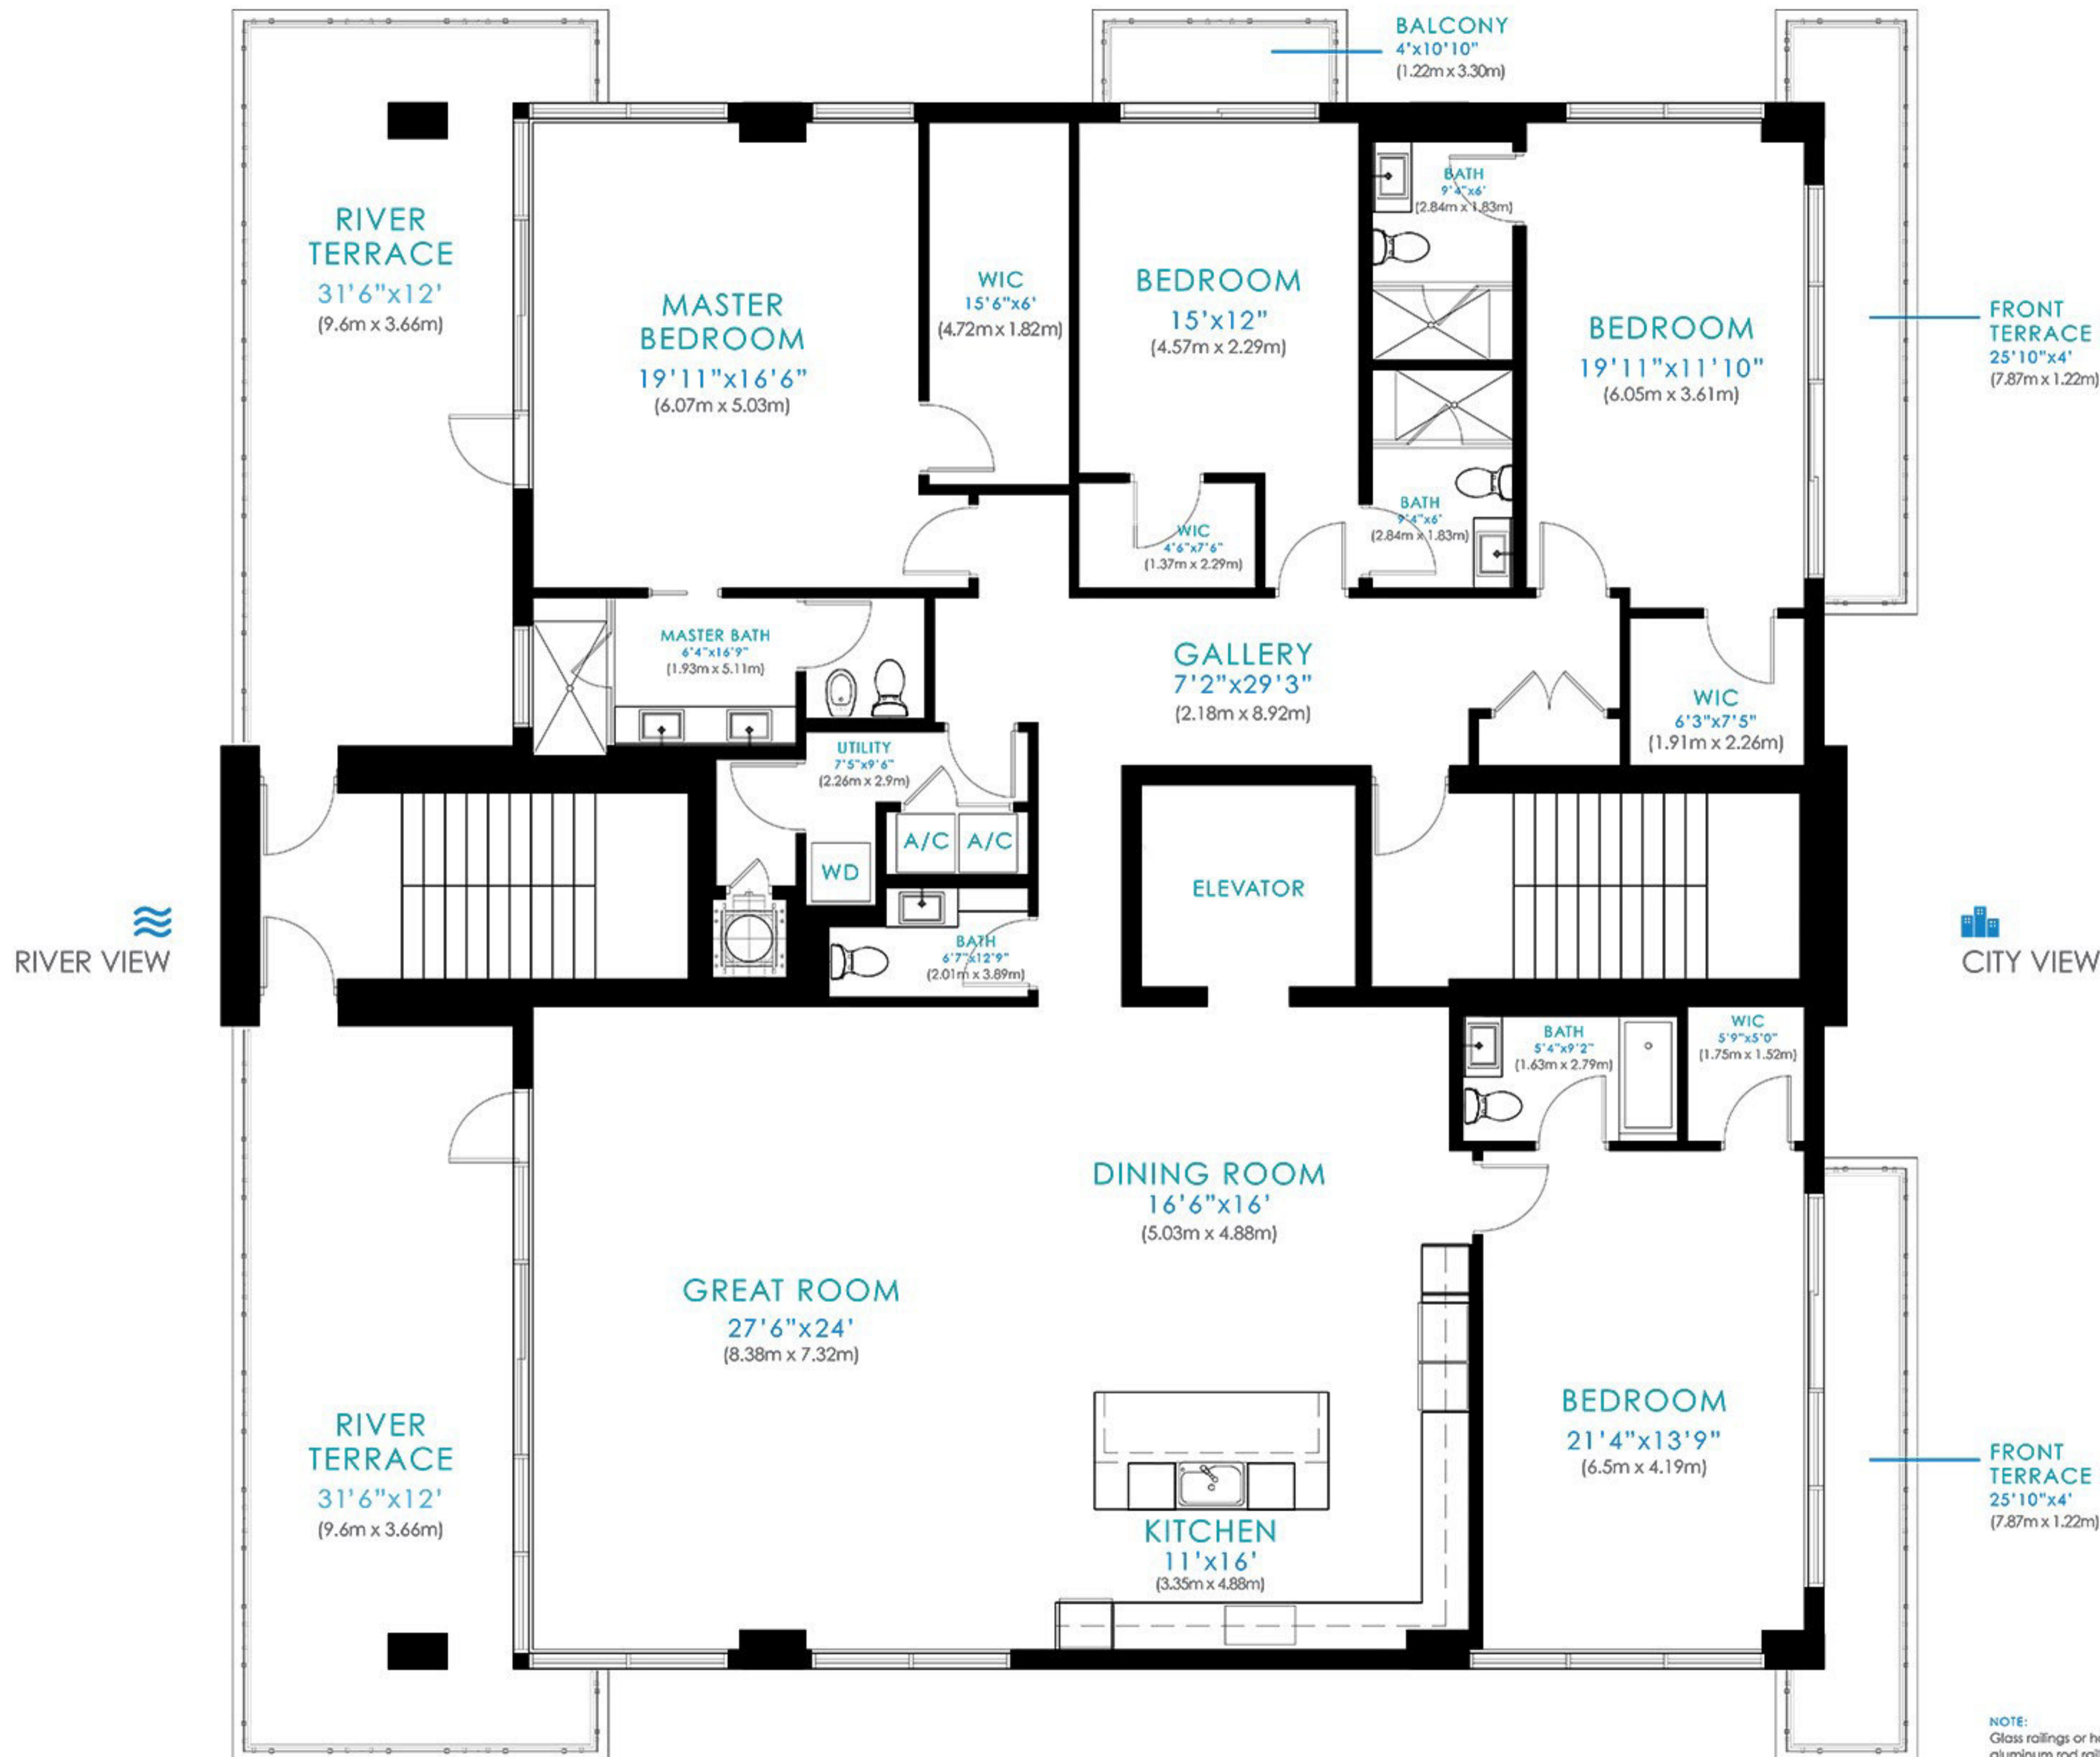 BALCONY
4'x10'10"
(1.22m x 3.30m)
RIVER
TERRACE
31'6"x12'
(9.6m x 3.66m)
MASTER
BEDROOM
19'11"x16'6"
(6.07m x 5.03m)
WIC
15'6"x6'
(4.72m x 1.82m)
BEDROOM
15'x12"
(4.57m x 2.29m)
BATH
9'4"x6'
(2.84m x 1.83m)
BEDROOM
19'11"x11'10"
(6.05m x 3.61m)
FRONT
TERRACE
25'10"x4'
(7.87m x 1.22m)
WIC
4'6"x7'6"
(1.37m x 2.29m)
BATH
9'4"x6'
(2.84m x 1.83m)
MASTER BATH
6'4"x16'9"
(1.93m x 5.11m)
GALLERY
7'2"x29'3"
(2.18m x 8.92m)
WIC
6'3"x7'5"
(1.91m x 2.26m)
UTILITY
7'5"x9'6"
(2.26m x 2.9m)
A/C A/C
WD
ELEVATOR
RIVER VIEW
BATH
6'7"x12'9"
(2.01m x 3.89m)
CITY VIEW
BATH
5'4"x9'2"
(1.63m x 2.79m)
WIC
5'9"x5'0"
(1.75m x 1.52m)
DINING ROOM
16'6"x16'
(5.03m x 4.88m)
GREAT ROOM
27'6"x24'
(8.38m x 7.32m)
BEDROOM
21'4"x13'9"
(6.5m x 4.19m)
RIVER
TERRACE
31'6"x12'
(9.6m x 3.66m)
KITCHEN
11'x16'
(3.35m x 4.88m)
FRONT
TERRACE
25'10"x4'
(7.87m x 1.22m)
NOTE:
Glass railings or
aluminum rod